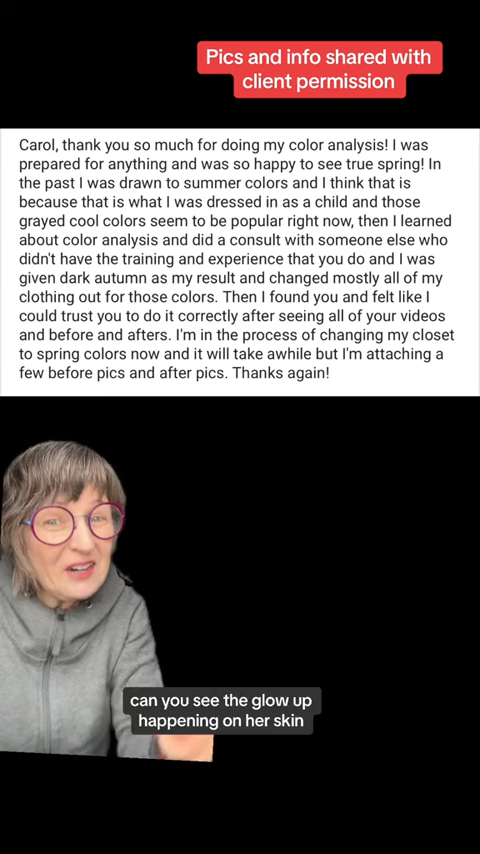 Pics and info shared with
client permission
Carol, thank you so much for doing my color analysis! I was
prepared for anything and was so happy to see true spring! In
the past I was drawn to summer colors and I think that is
because that is what I was dressed in as a child and those
grayed cool colors seem to be popular right now, then I learned
about color analysis and did a consult with someone else who
didn't have the training and experience that you do and I was
given dark autumn as my result and changed mostly all of my
clothing out for those colors. Then I found you and felt like I
could trust you to do it correctly after seeing all of your videos
and before and afters. I'm in the process of changing my closet
to spring colors now and it will take awhile but I'm attaching a
few before pics and after pics. Thanks again!
can you see the glow up
happening on her skin